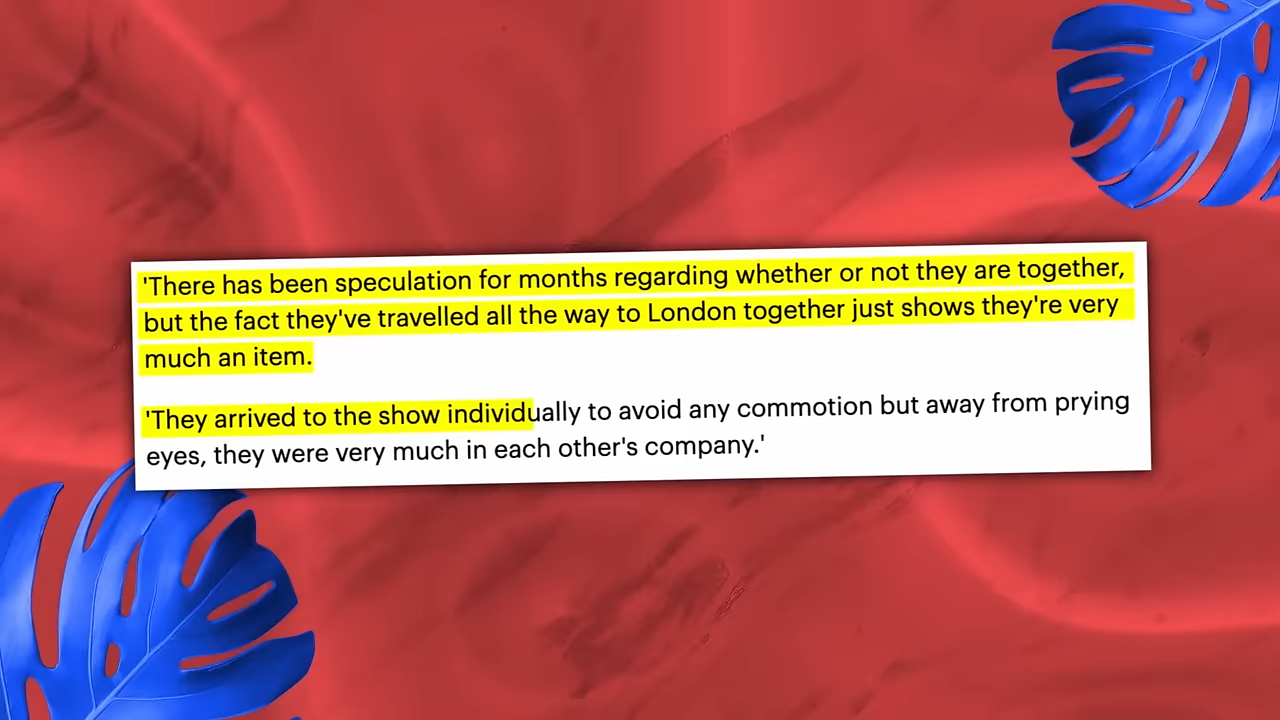 'There has been speculation for months regarding whether or not they are together,
but the fact they've travelled all the way to London together just shows they're very
much an item.
'They arrived to the show individually to avoid any commotion but away from prying
eyes, they were very much in each other's company.'